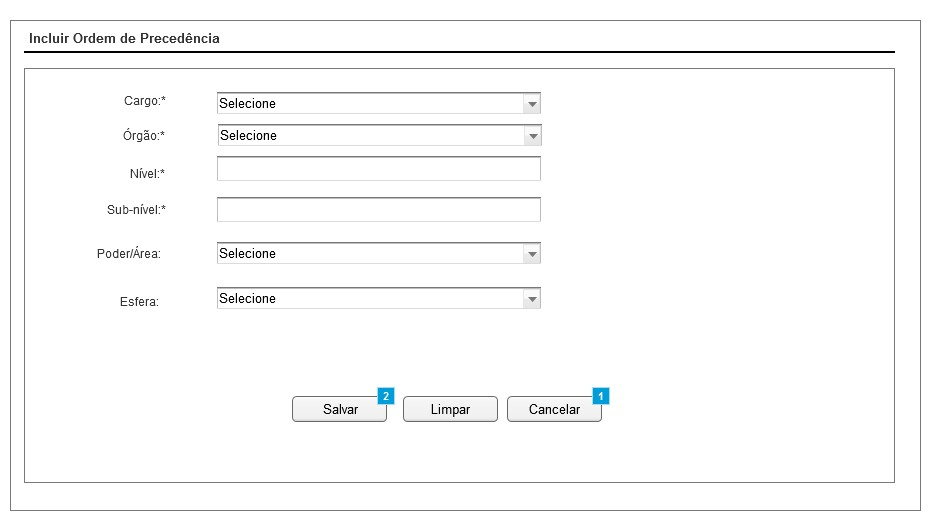 Incluir Ordem de Precedência
Cargo:* Selecione
Órgão:* Selecione
Nível:*
Sub-nível:*
Poder/Área: Selecione
Esfera: Selecione
Salvar 2 Limpar Cancelar 1